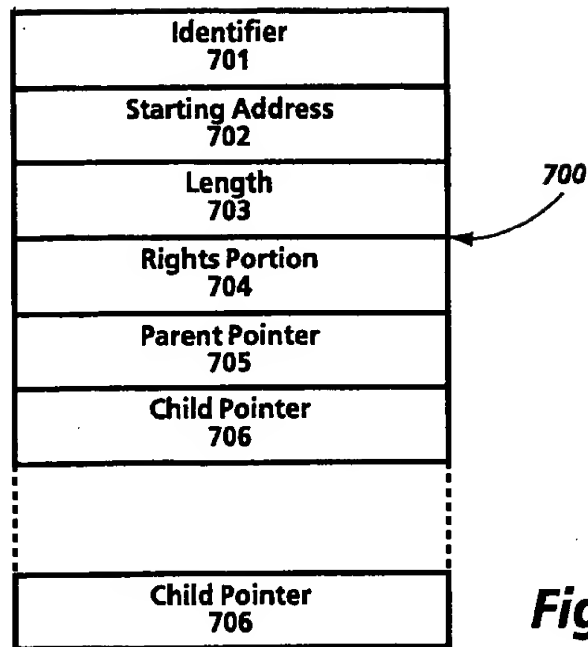 Identifier
701
Starting Address
702
Length
703
700
Rights Portion
704
Parent Pointer
705
Child Pointer
706
Child Pointer
706
Fig